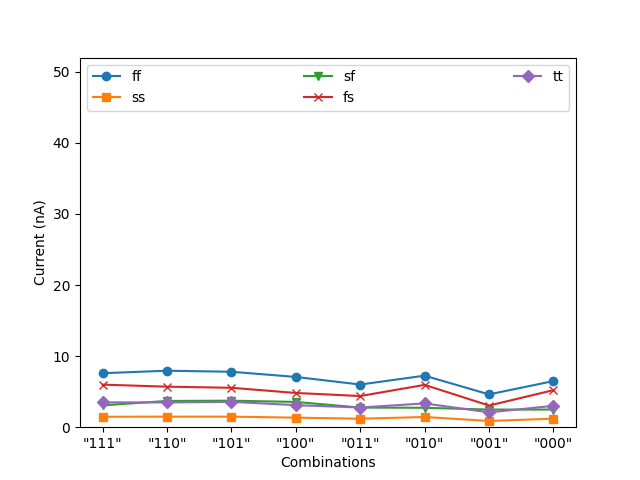 50
40
30
20
10
0
Current (nA)
ff
ss
sf
fs
tt
"111" "110" "101" "100" "011" "010" "001" "000"
Combinations